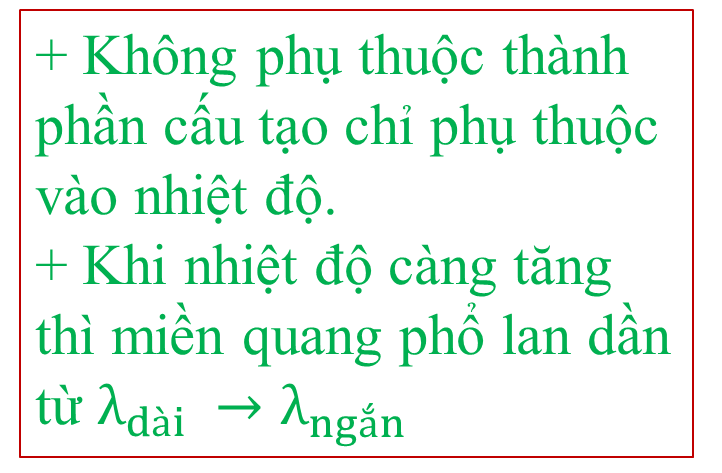 + Không phụ thuộc thành
phần cấu tạo chỉ phụ thuộc
vào nhiệt độ.
+ Khi nhiệt độ càng tăng
thì miền quang phổ lan dần
từ λdài → λngắn